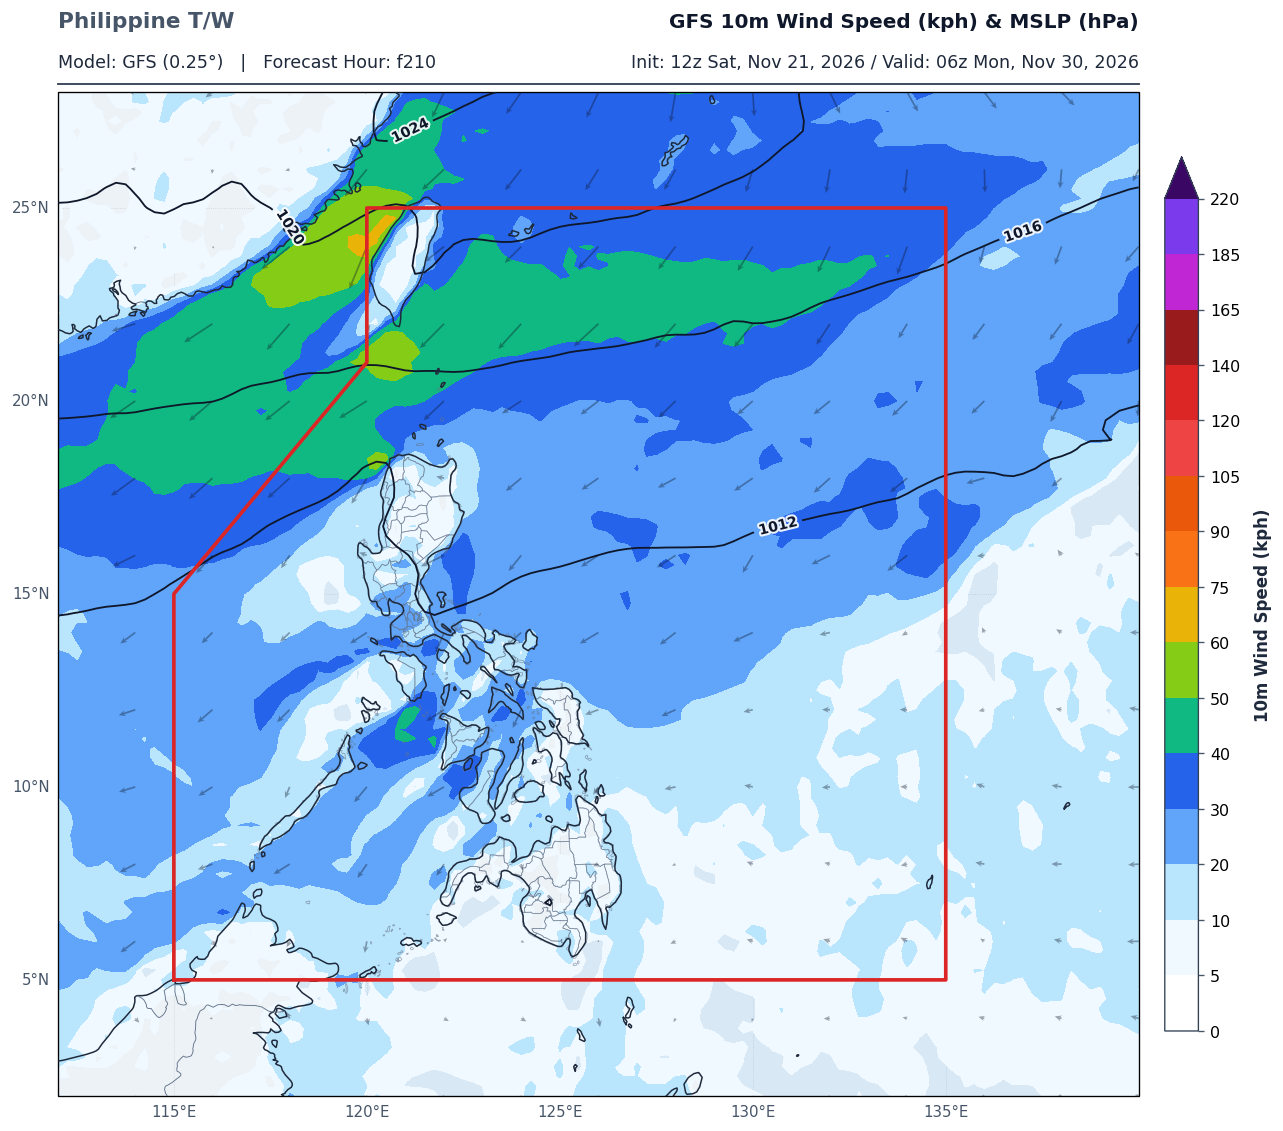 Philippine T/W
GFS 10m Wind Speed (kph) & MSLP (hPa)
Model: GFS (0.25°) | Forecast Hour: f210
Init: 12z Sat, Nov 21, 2026 / Valid: 06z Mon, Nov 30, 2026
1024
1020
1016
1012
25°N
20°N
15°N
10°N
5°N
115°E
120°E
125°E
130°E
135°E
220
185
165
140
120
105
90
75
60
50
40
30
20
10
5
0
10m Wind Speed (kph)